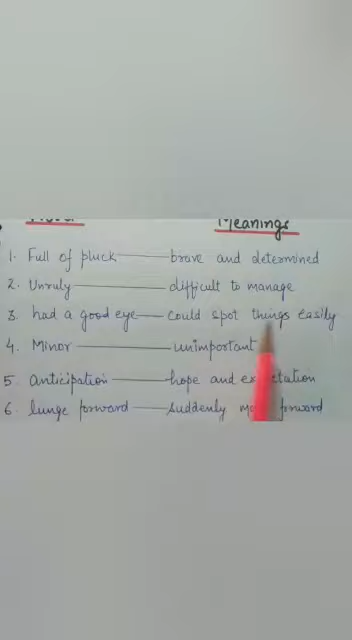 Meanings
1. Full of pluck — brave and determined
2. Unruly — difficult to manage
3. had a good eye — could spot things easily
4. Minor — unimportant
5. anticipation — hope and
6. lunge forward — suddenly forward